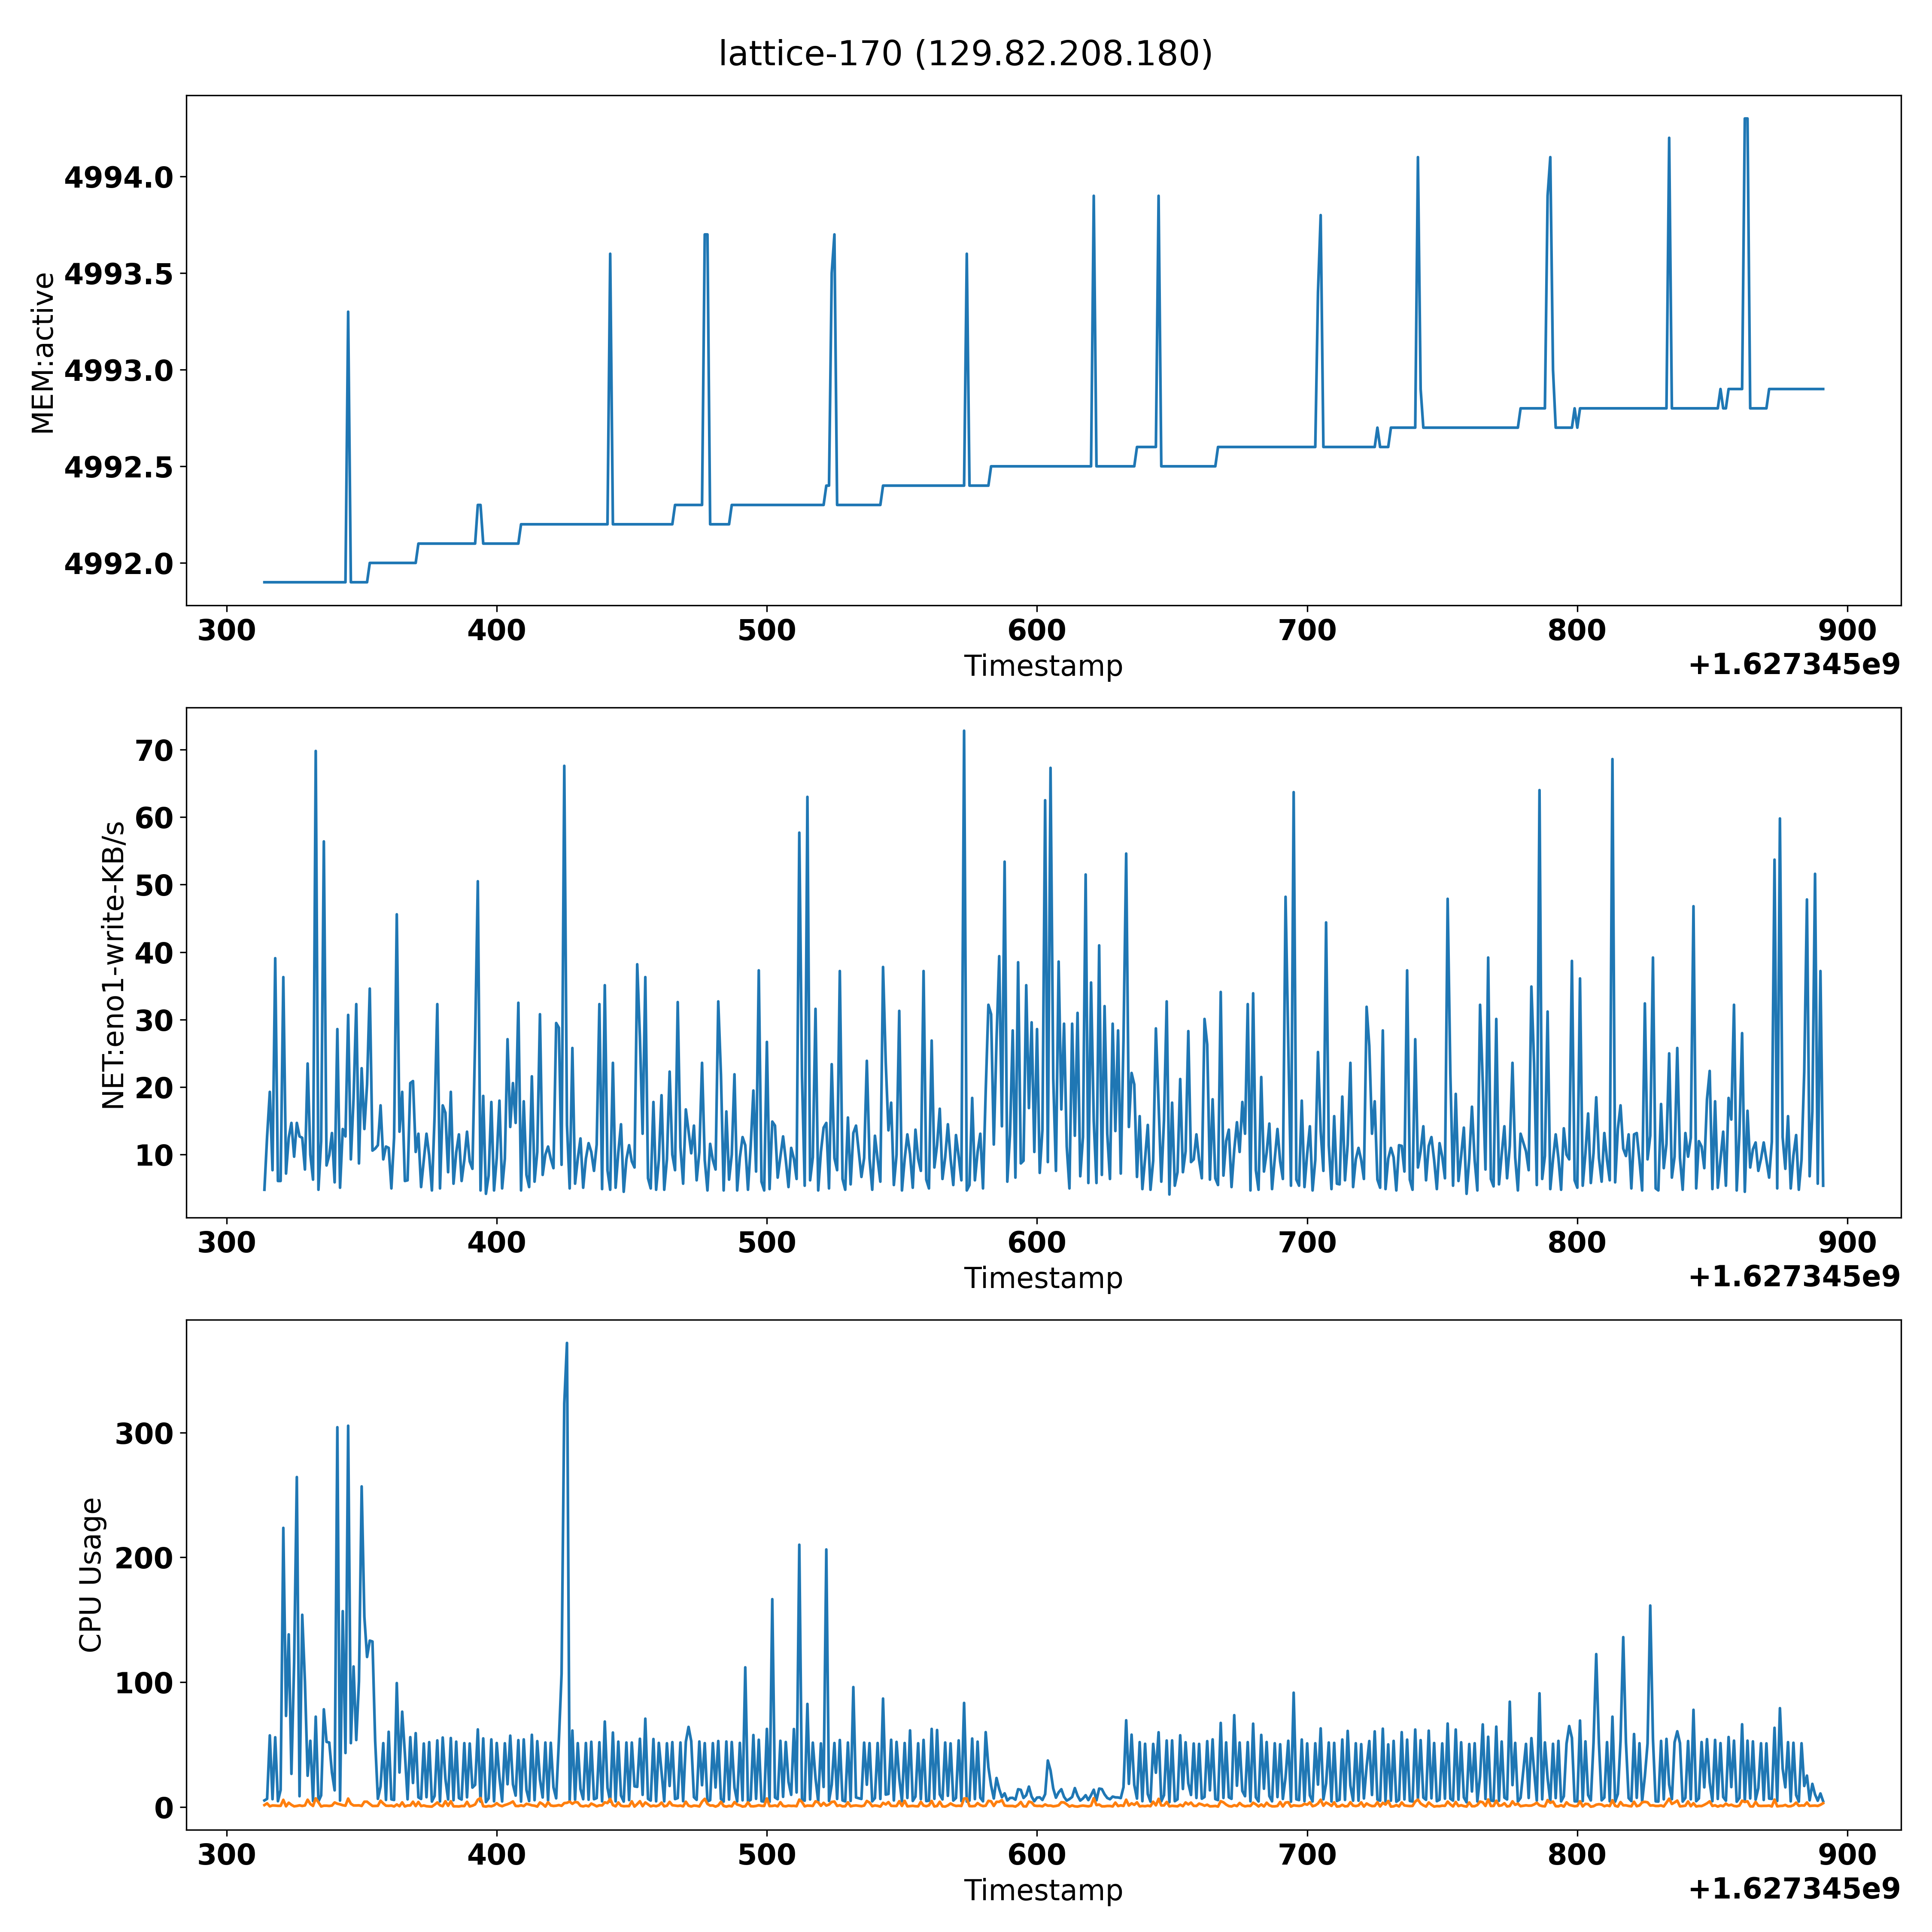 lattice-170 (129.82.208.180)
MEM:active
4994.0
4993.5
4993.0
4992.5
4992.0
300 400 500 600 700 800 900
Timestamp
+1.627345e9
NET:eno1-write-KB/s
70
60
50
40
30
20
10
300 400 500 600 700 800 900
Timestamp
+1.627345e9
CPU Usage
300
200
100
0
300 400 500 600 700 800 900
Timestamp
+1.627345e9